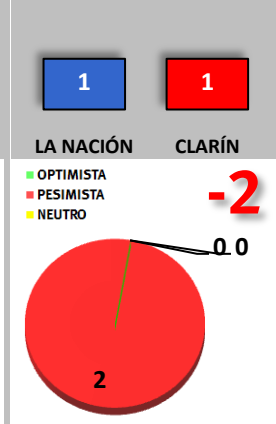 1 1
LA NACIÓN CLARÍN
OPTIMISTA
PESIMISTA
NEUTRO
-2
0 0
2